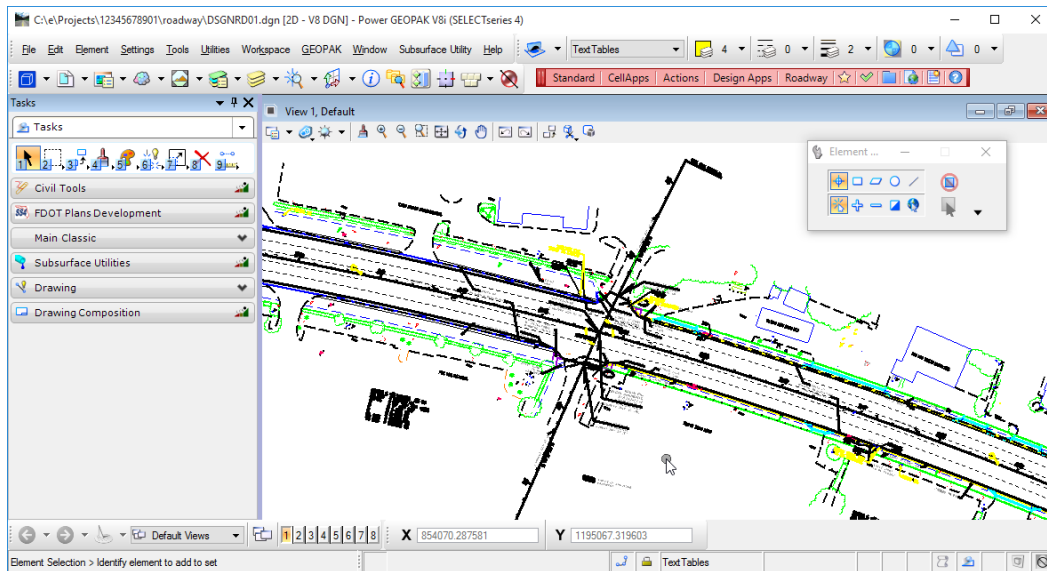 C:\e\Projects\12345678901\roadway\DSGNRD01.dgn [2D - V8 DGN] - Power GEOPAK V8i (SELECTseries 4)
File Edit Element Settings Tools Utilities Workspace GEOPAK Window Subsurface Utility Help TextTables 4 0 2 0 0
Standard CellApps Actions Design Apps Roadway
Tasks
View 1, Default
Tasks
Element ...
1 2 3 4 5 6 7 8 9
Civil Tools
FDOT Plans Development
Main Classic
Subsurface Utilities
Drawing
Drawing Composition
Default Views 1 2 3 4 5 6 7 8 X 854070.287581 Y 1195067.319603
Element Selection > Identify element to add to set TextTables